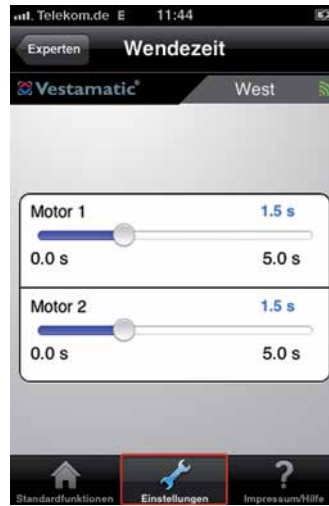 Telekom.de E 11:44
Experten Wendezeit
Vestamatic® West
Motor 1 1.5 s
0.0 s 5.0 s
Motor 2 1.5 s
0.0 s 5.0 s
Standardfunktionen Einstellungen Impressum/Hilfe